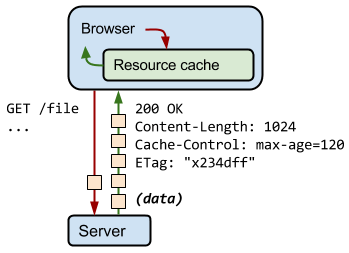 Browser
Resource cache
GET /file
...
200 OK
Content-Length: 1024
Cache-Control: max-age=120
ETag: "x234dff"
(data)
Server